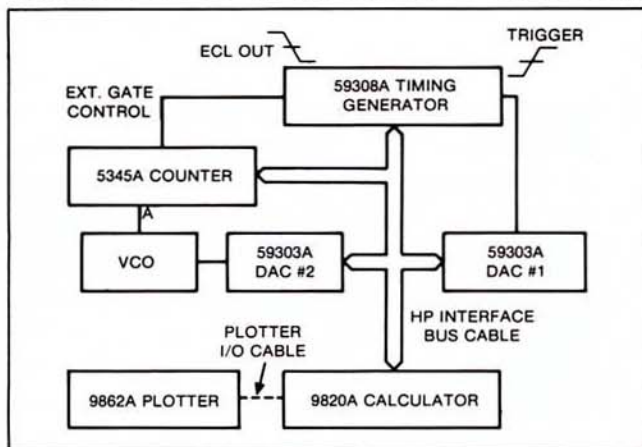 ECL OUT
TRIGGER
59308A TIMING
GENERATOR
EXT. GATE
CONTROL
5345A COUNTER
A
VCO
59303A
DAC #2
59303A
DAC #1
HP INTERFACE
BUS CABLE
PLOTTER
I/O CABLE
9862A PLOTTER
9820A CALCULATOR